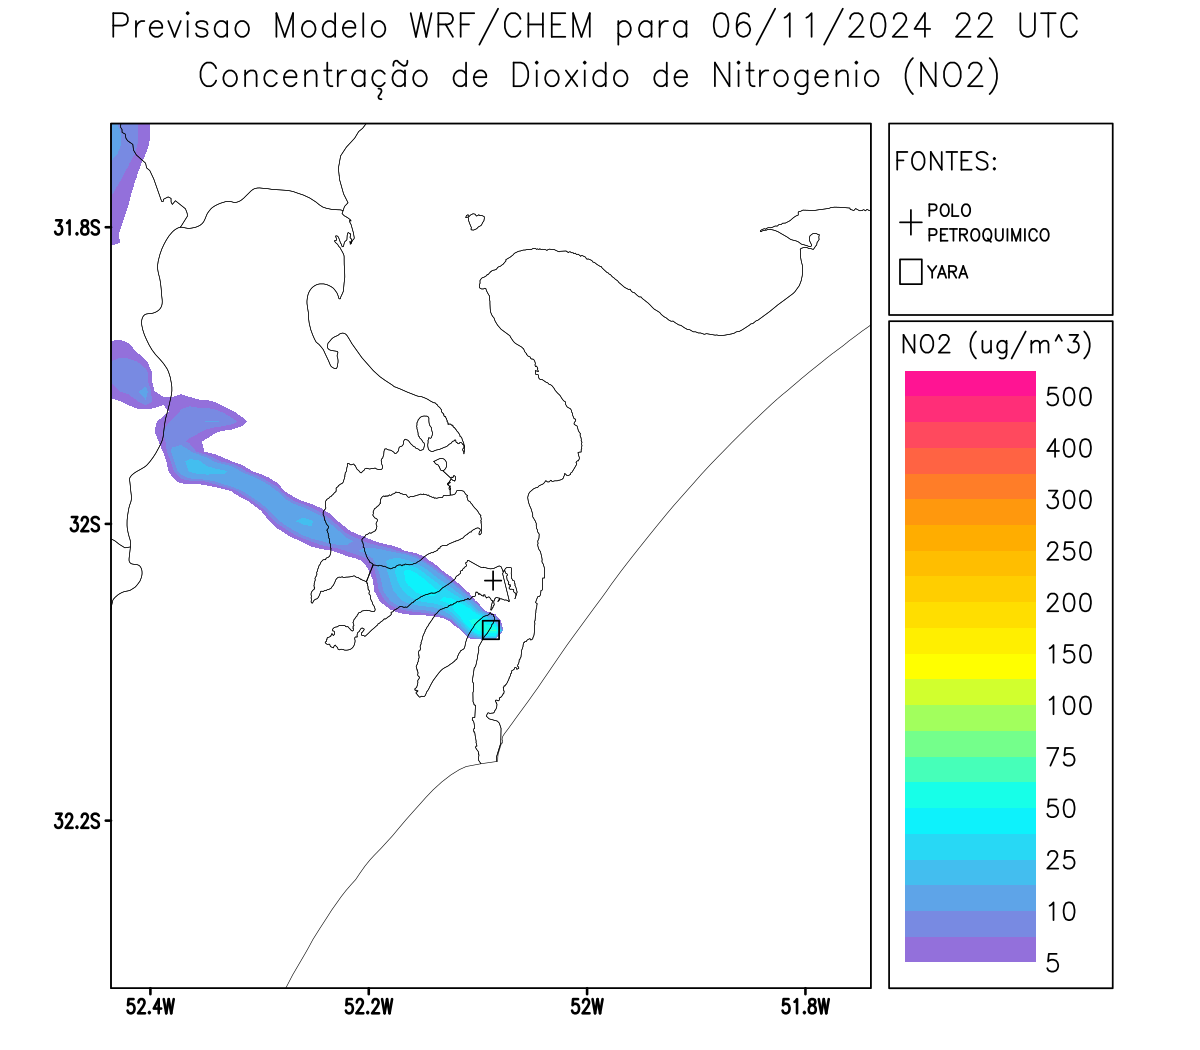 Previsao Modelo WRF/CHEM para 06/11/2024 22 UTC
Concentração de Dioxido de Nitrogenio (NO2)
FONTES:
POLO
PETROQUIMICO
YARA
NO2 (ug/m^3)
500
400
300
250
200
150
100
75
50
25
10
5
31.8S
32S
32.2S
52.4W
52.2W
52W
51.8W